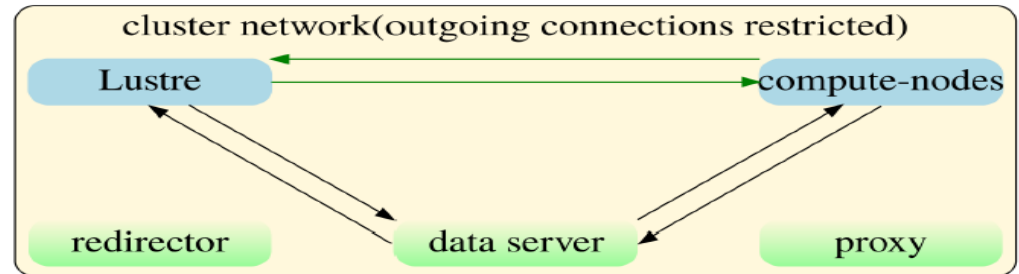 cluster network(outgoing connections restricted)
Lustre
compute-nodes
redirector
data server
proxy